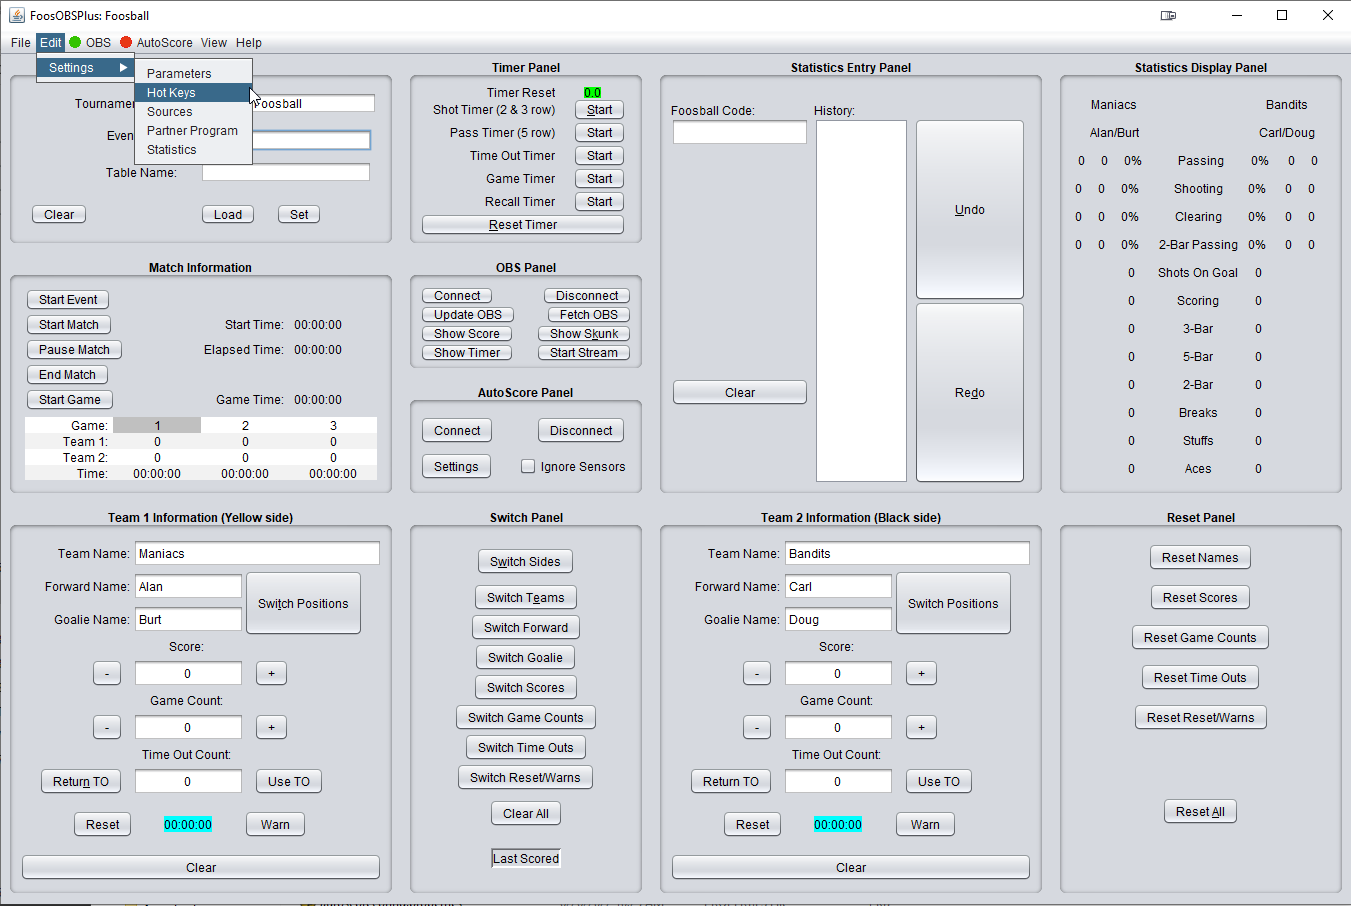 FoosOBSPlus: Foosball
File Edit OBS AutoScore View Help
Settings
Parameters
Hot Keys
Sources
Partner Program
Statistics
Foosball
Table Name:
Clear Load Set
Timer Panel
Timer Reset 0.0
Shot Timer (2 & 3 row) Start
Pass Timer (5 row) Start
Time Out Timer Start
Game Timer Start
Recall Timer Start
Reset Timer
Statistics Entry Panel
Foosball Code: History:
Undo
Redo
Clear
Statistics Display Panel
Maniacs Bandits
Alan/Burt Carl/Doug
0 0 0% Passing 0% 0 0
0 0 0% Shooting 0% 0 0
0 0 0% Clearing 0% 0 0
0 0 0% 2-Bar Passing 0% 0 0
0 Shots On Goal 0
0 Scoring 0
0 3-Bar 0
0 5-Bar 0
0 2-Bar 0
0 Breaks 0
0 Stuffs 0
0 Aces 0
Match Information
Start Event
Start Match Start Time: 00:00:00
Pause Match Elapsed Time: 00:00:00
End Match
Start Game Game Time: 00:00:00
Game: 1 2 3
Team 1: 0 0 0
Team 2: 0 0 0
Time: 00:00:00 00:00:00 00:00:00
OBS Panel
Connect Disconnect
Update OBS Fetch OBS
Show Score Show Skunk
Show Timer Start Stream
AutoScore Panel
Connect Disconnect
Settings Ignore Sensors
Team 1 Information (Yellow side)
Team Name: Maniacs
Forward Name: Alan
Goalie Name: Burt
Switch Positions
Score:
- 0 +
Game Count:
- 0 +
Time Out Count:
Return TO 0 Use TO
Reset 00:00:00 Warn
Clear
Switch Panel
Switch Sides
Switch Teams
Switch Forward
Switch Goalie
Switch Scores
Switch Game Counts
Switch Time Outs
Switch Reset/Warns
Clear All
Last Scored
Team 2 Information (Black side)
Team Name: Bandits
Forward Name: Carl
Goalie Name: Doug
Switch Positions
Score:
- 0 +
Game Count:
- 0 +
Time Out Count:
Return TO 0 Use TO
Reset 00:00:00 Warn
Clear
Reset Panel
Reset Names
Reset Scores
Reset Game Counts
Reset Time Outs
Reset Reset/Warns
Reset All